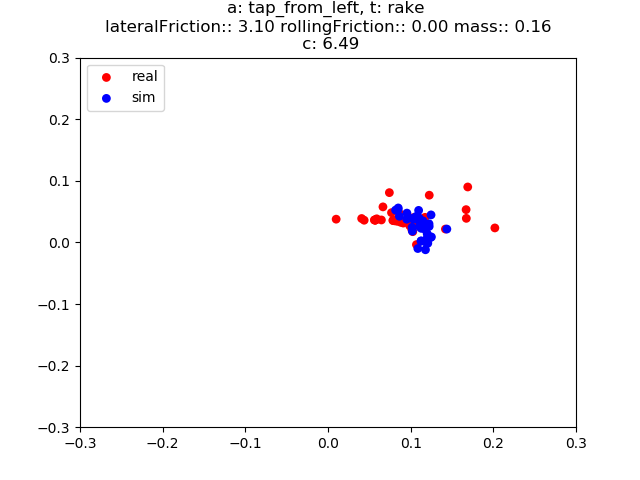 a: tap_from_left, t: rake
lateralFriction:: 3.10 rollingFriction:: 0.00 mass:: 0.16
c: 6.49
real
sim
0.3
0.2
0.1
0.0
−0.1
−0.2
−0.3
−0.3 −0.2 −0.1 0.0 0.1 0.2 0.3